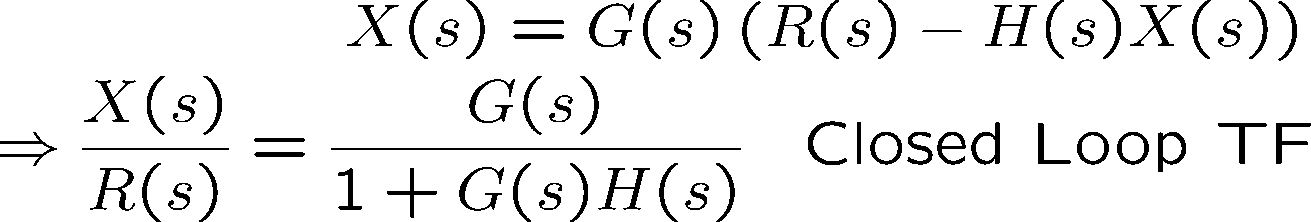 X(s) = G(s) (R(s) − H(s)X(s))
⇒ X(s)/R(s) = G(s)/(1 + G(s)H(s)) Closed Loop TF